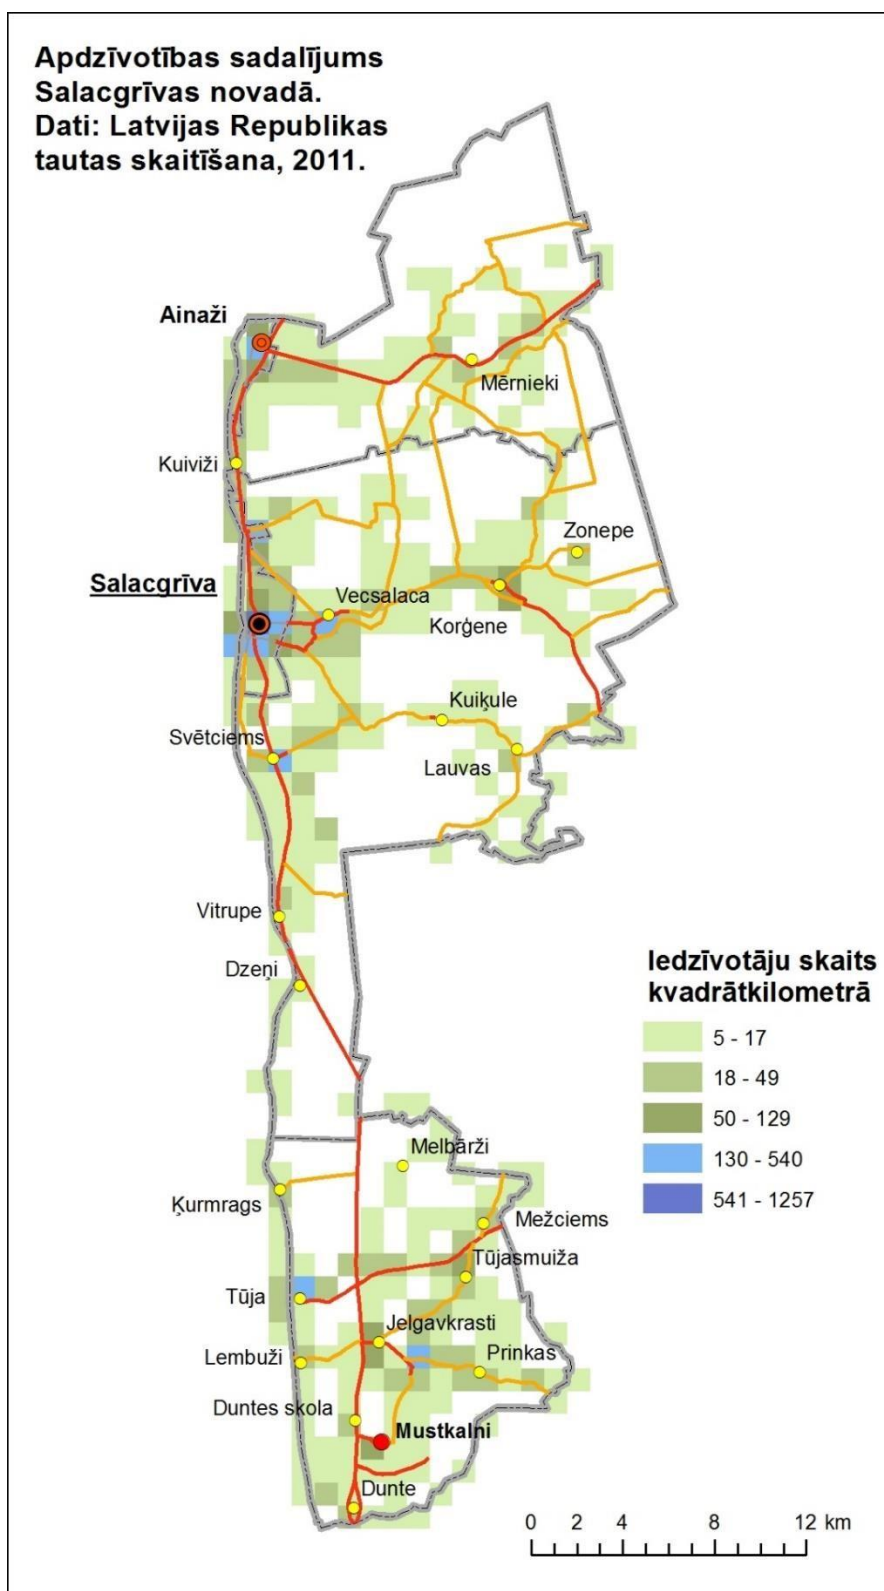 Apdzīvotības sadalījums
Salacgrīvas novadā.
Dati: Latvijas Republikas
tautas skaitīšana, 2011.
Ainaži
Mērnieki
Kuiviži
Zonepe
Salacgrīva
Vecsalaca
Korģene
Kuiķule
Svētciems
Lauvas
Vitrupe
Dzeņi
Iedzīvotāju skaits
kvadrātkilometrā
5 - 17
18 - 49
50 - 129
130 - 540
541 - 1257
Melbārži
Ķurmrags
Mežciems
Tūjasmuiža
Tūja
Jelgavkrasti
Lembuži
Prinkas
Duntes skola
Mustkalni
Dunte
0 2 4 8 12 km